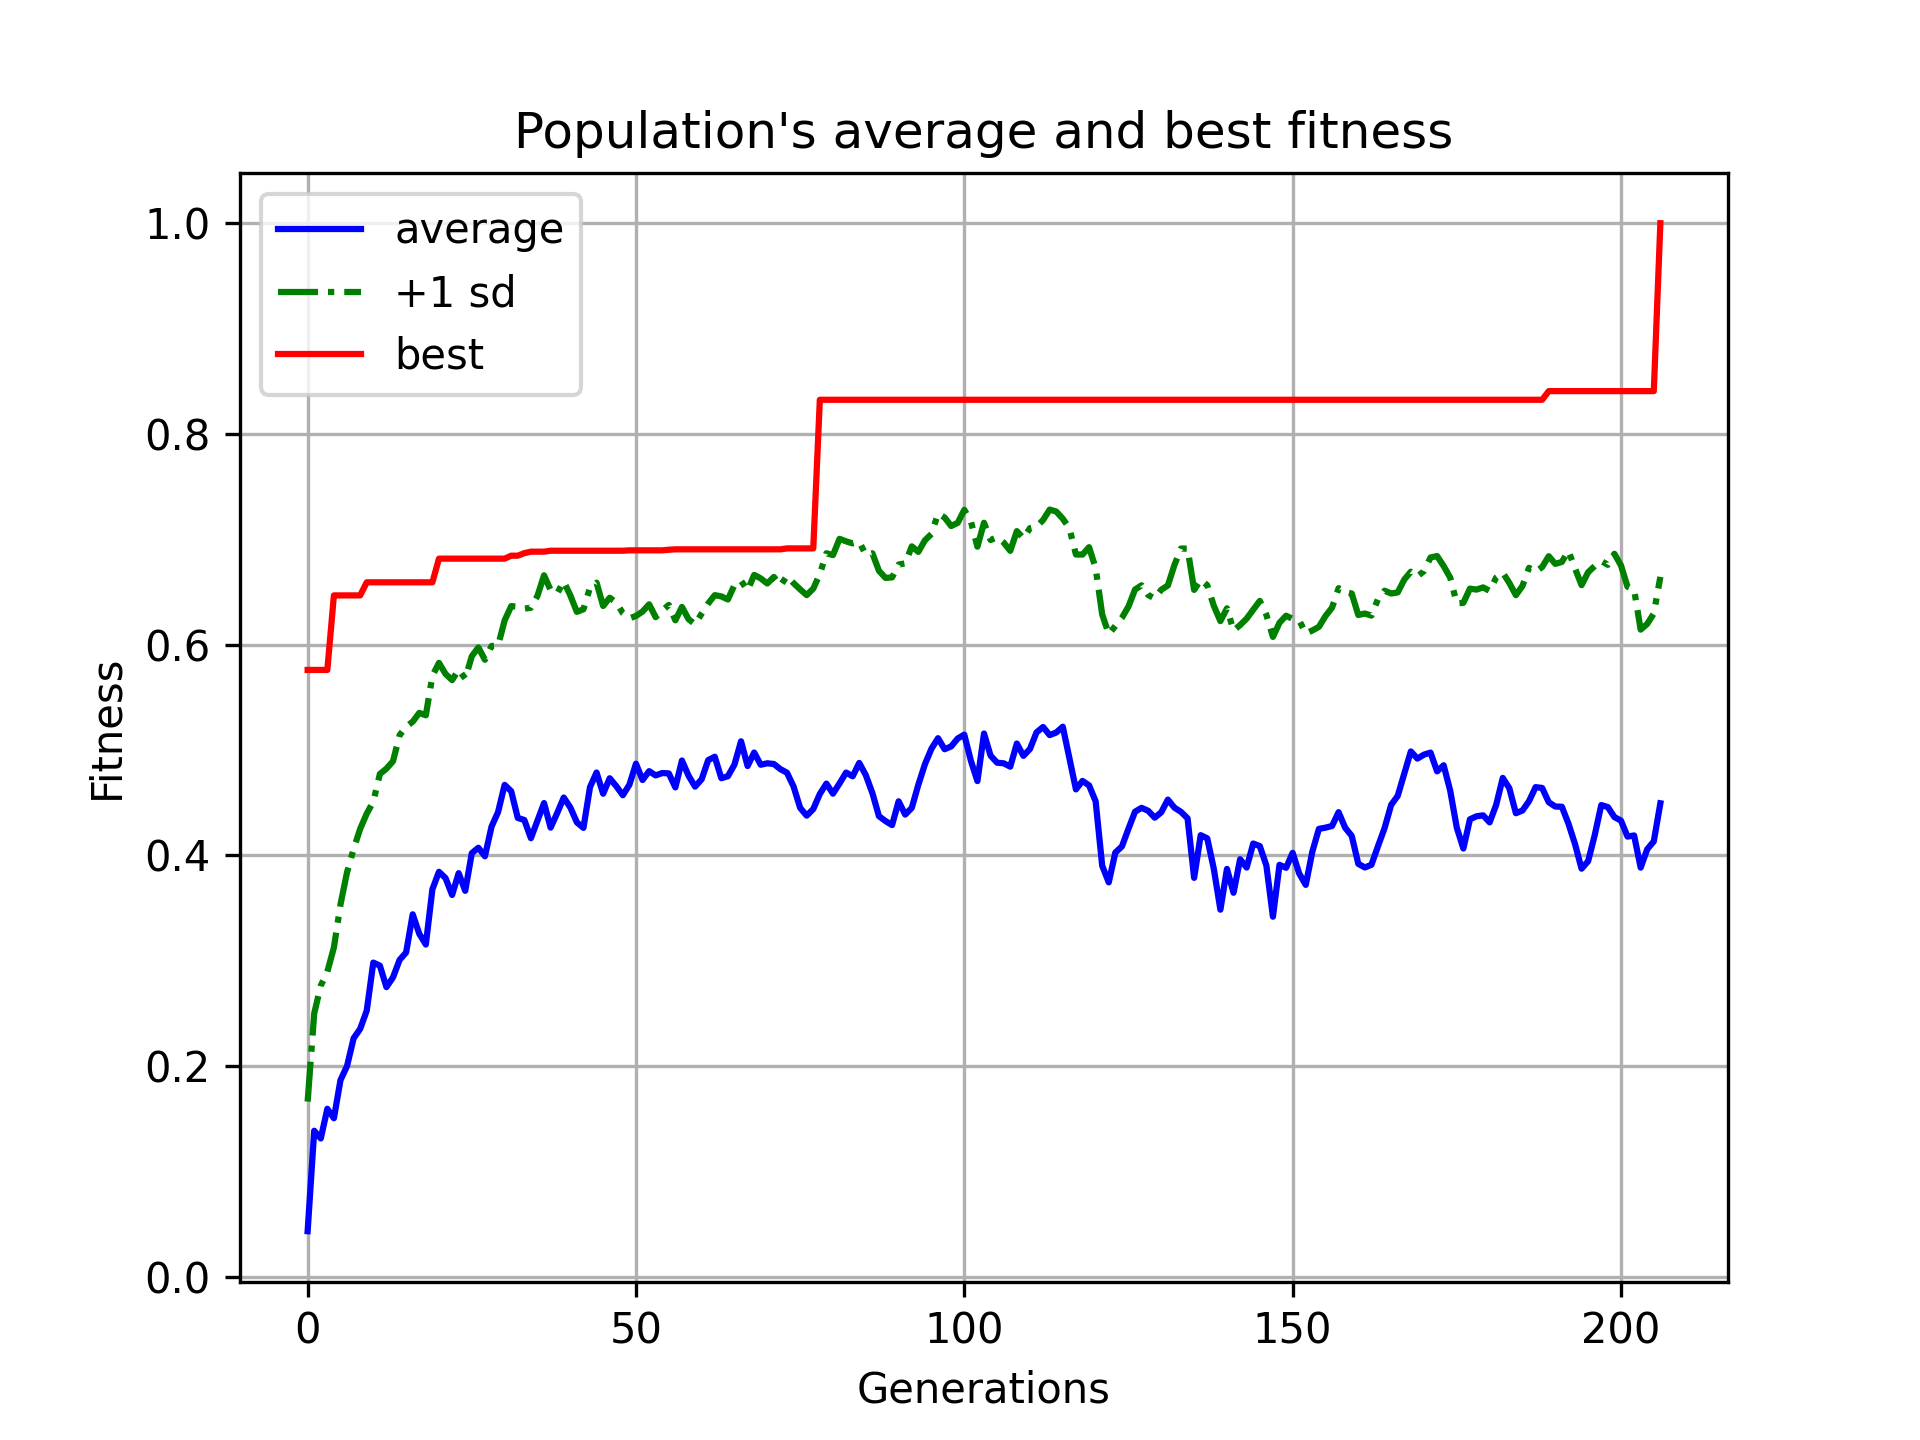 Population's average and best fitness
average
+1 sd
best
1.0
0.8
0.6
0.4
0.2
0.0
Fitness
0 50 100 150 200
Generations